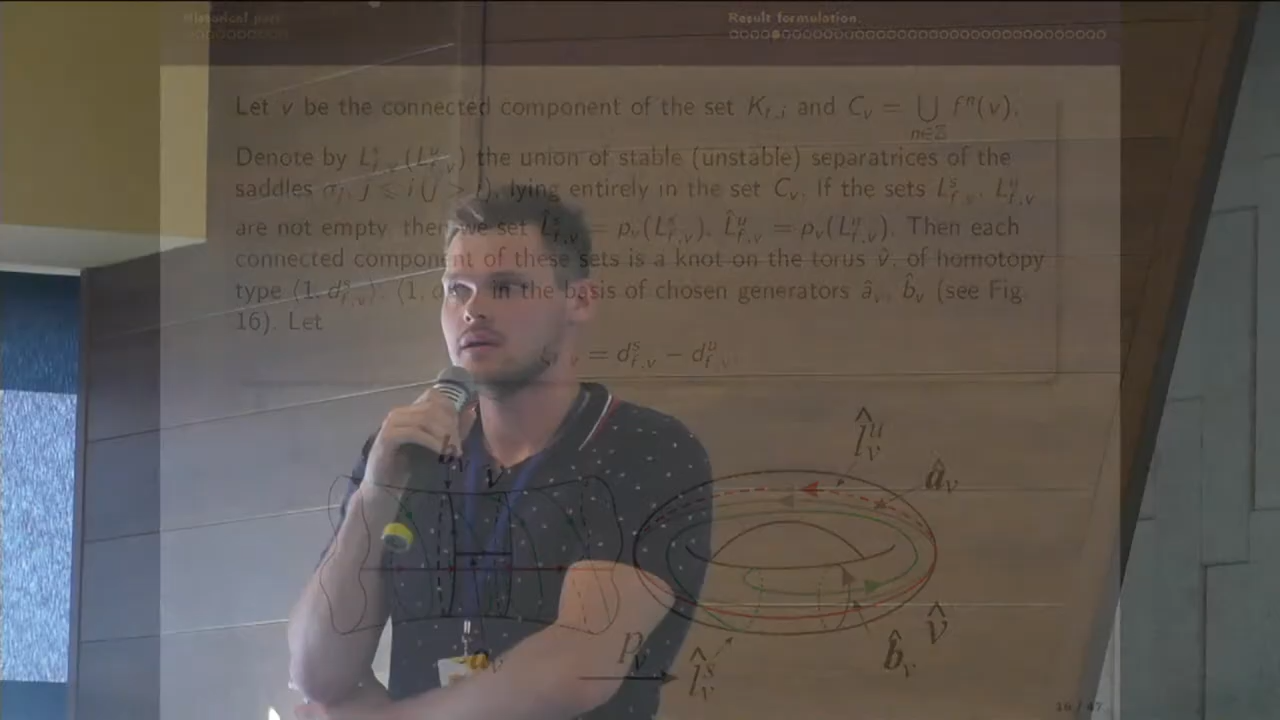 Historical part
Result formulation.
Let v be the connected component of the set K_{f,i} and C_v = ⋃_{n∈ℤ} f^n(v).
Denote by L^s_{f,v} (L^u_{f,v}) the union of stable (unstable) separatrices of the
saddles σ_j, j ⩽ i (j > i), lying entirely in the set C_v. If the sets L^s_{f,v}, L^u_{f,v}
are not empty, then we set L̂^s_{f,v} = p_v(L^s_{f,v}), L̂^u_{f,v} = p_v(L^u_{f,v}). Then each
connected component of these sets is a knot on the torus v̂, of homotopy
type ⟨1, d^s_{f,v}⟩, ⟨1, in the basis of chosen generators â_v, b̂_v (see Fig.
16). Let
= d^s_{f,v} − d^u_{f,v}
b_v
v
a_v
p_v
l̂^u_v
â_v
v̂
b̂_v
l̂^s_v
16 / 47